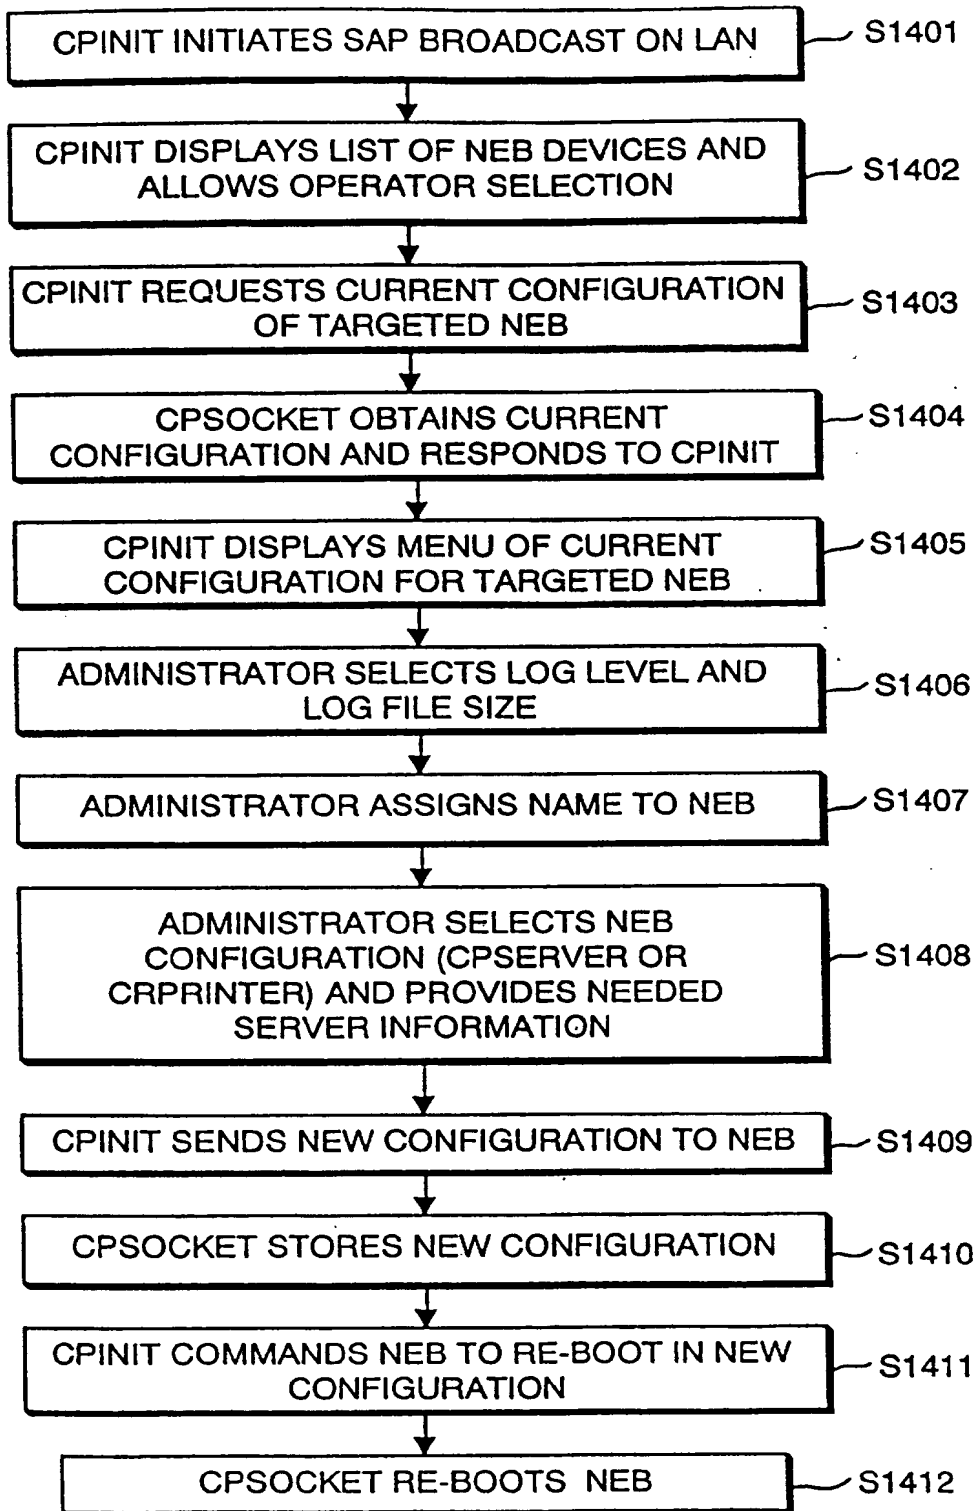 CPINIT INITIATES SAP BROADCAST ON LAN
S1401
CPINIT DISPLAYS LIST OF NEB DEVICES AND
ALLOWS OPERATOR SELECTION
S1402
CPINIT REQUESTS CURRENT CONFIGURATION
OF TARGETED NEB
S1403
CPSOCKET OBTAINS CURRENT
CONFIGURATION AND RESPONDS TO CPINIT
S1404
CPINIT DISPLAYS MENU OF CURRENT
CONFIGURATION FOR TARGETED NEB
S1405
ADMINISTRATOR SELECTS LOG LEVEL AND
LOG FILE SIZE
S1406
ADMINISTRATOR ASSIGNS NAME TO NEB
S1407
ADMINISTRATOR SELECTS NEB
CONFIGURATION (CPSERVER OR
CRPRINTER) AND PROVIDES NEEDED
SERVER INFORMATION
S1408
CPINIT SENDS NEW CONFIGURATION TO NEB
S1409
CPSOCKET STORES NEW CONFIGURATION
S1410
CPINIT COMMANDS NEB TO RE-BOOT IN NEW
CONFIGURATION
S1411
CPSOCKET RE-BOOTS NEB
S1412